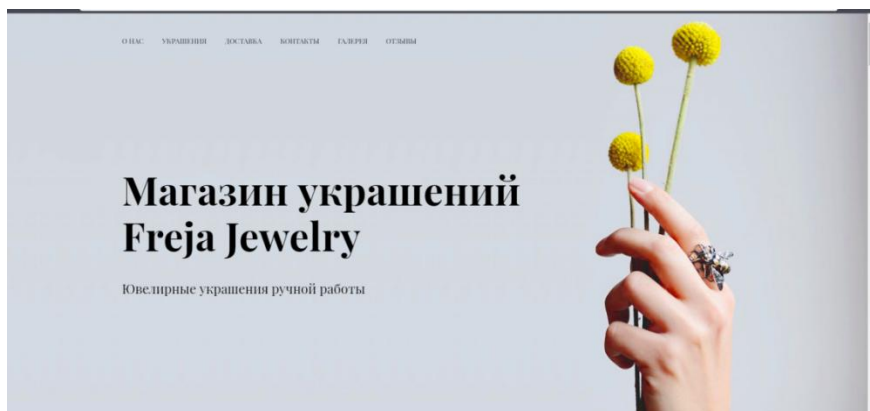 О НАС УКРАШЕНИЯ ДОСТАВКА КОНТАКТЫ ГАЛЕРЕЯ ОТЗЫВЫ
Магазин украшений
Freja Jewelry
Ювелирные украшения ручной работы